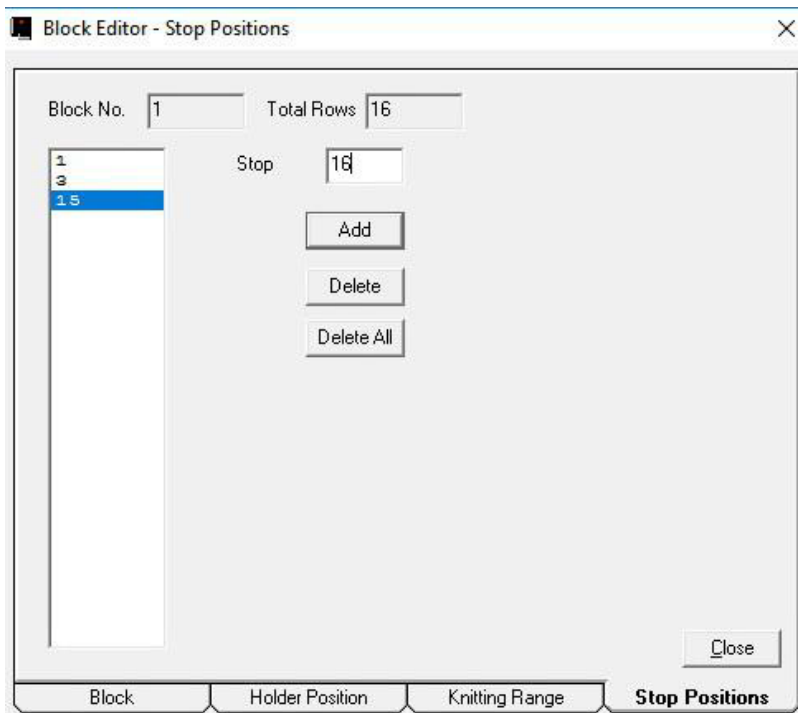 Block Editor - Stop Positions
Block No. 1 Total Rows 16
1
3
15
Stop 16
Add
Delete
Delete All
Close
Block Holder Position Knitting Range Stop Positions